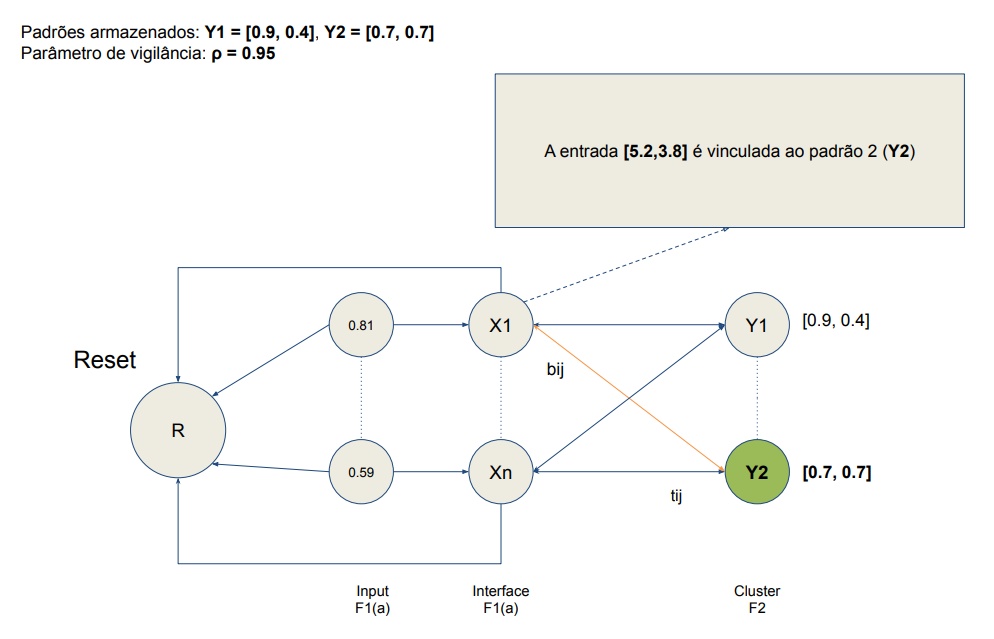 Padrões armazenados: Y1 = [0.9, 0.4], Y2 = [0.7, 0.7]
Parâmetro de vigilância: ρ = 0.95
A entrada [5.2,3.8] é vinculada ao padrão 2 (Y2)
0.81
X1
Y1
[0.9, 0.4]
Reset
bij
R
0.59
Xn
Y2
[0.7, 0.7]
tij
Input
F1(a)
Interface
F1(a)
Cluster
F2